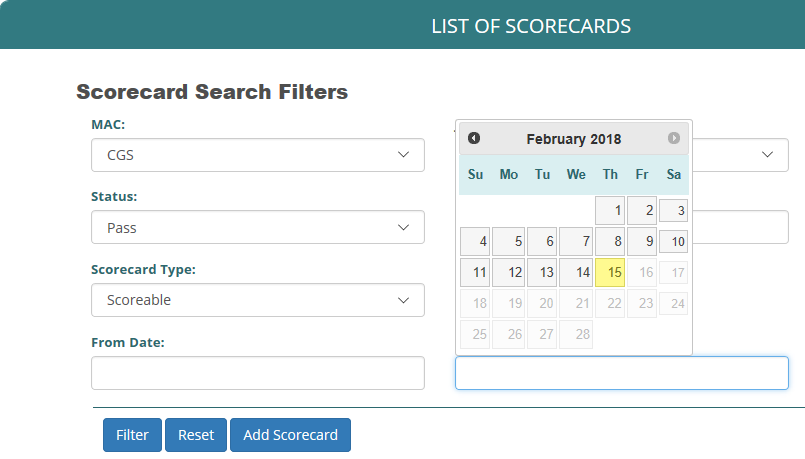 LIST OF SCORECARDS
Scorecard Search Filters
MAC:
CGS
Status:
Pass
Scorecard Type:
Scoreable
From Date:
February 2018
Su Mo Tu We Th Fr Sa
1 2 3
4 5 6 7 8 9 10
11 12 13 14 15 16 17
18 19 20 21 22 23 24
25 26 27 28
Filter Reset Add Scorecard